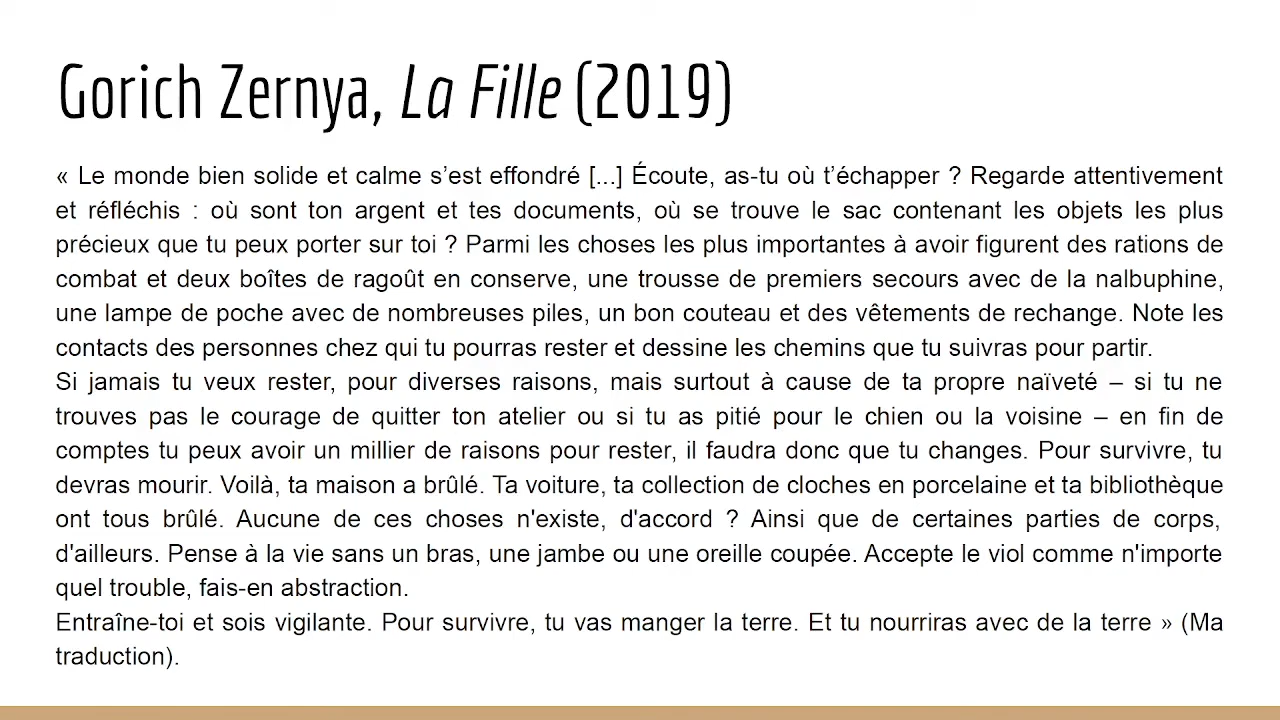 Gorich Zernya, La Fille (2019)
« Le monde bien solide et calme s’est effondré [...] Écoute, as-tu où t’échapper ? Regarde attentivement
et réfléchis : où sont ton argent et tes documents, où se trouve le sac contenant les objets les plus
précieux que tu peux porter sur toi ? Parmi les choses les plus importantes à avoir figurent des rations de
combat et deux boîtes de ragoût en conserve, une trousse de premiers secours avec de la nalbuphine,
une lampe de poche avec de nombreuses piles, un bon couteau et des vêtements de rechange. Note les
contacts des personnes chez qui tu pourras rester et dessine les chemins que tu suivras pour partir.
Si jamais tu veux rester, pour diverses raisons, mais surtout à cause de ta propre naïveté – si tu ne
trouves pas le courage de quitter ton atelier ou si tu as pitié pour le chien ou la voisine – en fin de
comptes tu peux avoir un millier de raisons pour rester, il faudra donc que tu changes. Pour survivre, tu
devras mourir. Voilà, ta maison a brûlé. Ta voiture, ta collection de cloches en porcelaine et ta bibliothèque
ont tous brûlé. Aucune de ces choses n'existe, d'accord ? Ainsi que de certaines parties de corps,
d'ailleurs. Pense à la vie sans un bras, une jambe ou une oreille coupée. Accepte le viol comme n'importe
quel trouble, fais-en abstraction.
Entraîne-toi et sois vigilante. Pour survivre, tu vas manger la terre. Et tu nourriras avec de la terre » (Ma
traduction).